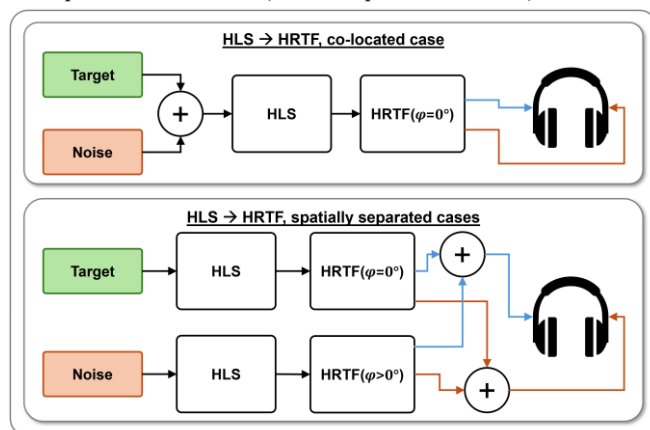 HLS → HRTF, co-located case
Target
+
HLS
HRTF(φ=0°)
Noise
HLS → HRTF, spatially separated cases
Target
HLS
HRTF(φ=0°)
+
Noise
HLS
HRTF(φ>0°)
+